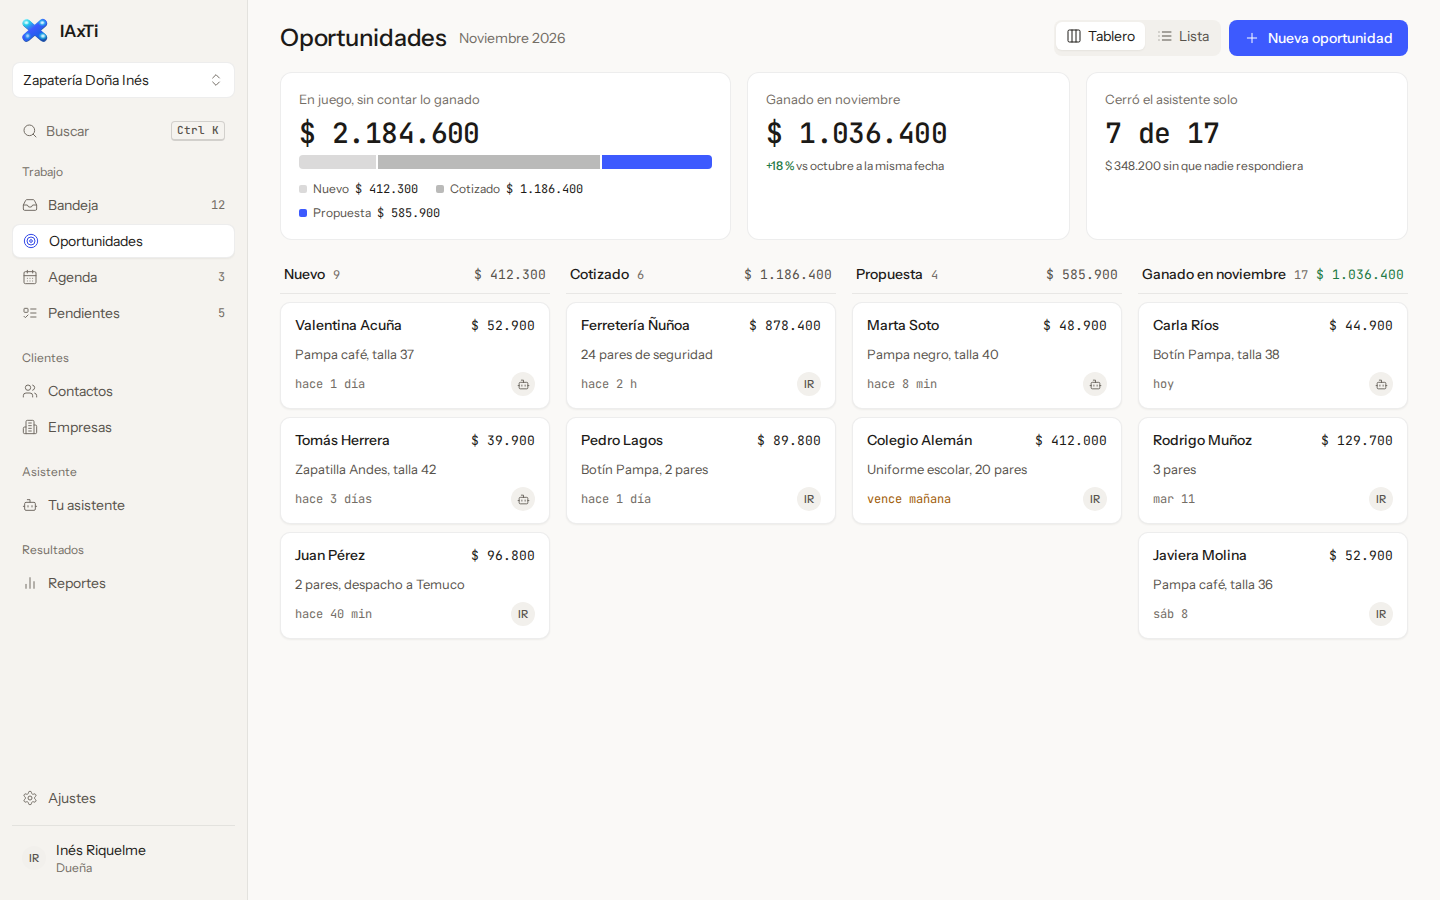 IAxTi
Zapatería Doña Inés
Buscar Ctrl K
Trabajo
Bandeja 12
Oportunidades
Agenda 3
Pendientes 5
Clientes
Contactos
Empresas
Asistente
Tu asistente
Resultados
Reportes
Ajustes
IR Inés Riquelme
Dueña
Oportunidades Noviembre 2026
Tablero Lista Nueva oportunidad
En juego, sin contar lo ganado
$ 2.184.600
Nuevo $ 412.300 Cotizado $ 1.186.400
Propuesta $ 585.900
Ganado en noviembre
$ 1.036.400
+18 % vs octubre a la misma fecha
Cerró el asistente solo
7 de 17
$ 348.200 sin que nadie respondiera
Nuevo 9 $ 412.300
Valentina Acuña $ 52.900
Pampa café, talla 37
hace 1 día
Tomás Herrera $ 39.900
Zapatilla Andes, talla 42
hace 3 días
Juan Pérez $ 96.800
2 pares, despacho a Temuco
hace 40 min IR
Cotizado 6 $ 1.186.400
Ferretería Ñuñoa $ 878.400
24 pares de seguridad
hace 2 h IR
Pedro Lagos $ 89.800
Botín Pampa, 2 pares
hace 1 día IR
Propuesta 4 $ 585.900
Marta Soto $ 48.900
Pampa negro, talla 40
hace 8 min
Colegio Alemán $ 412.000
Uniforme escolar, 20 pares
vence mañana IR
Ganado en noviembre 17 $ 1.036.400
Carla Ríos $ 44.900
Botín Pampa, talla 38
hoy
Rodrigo Muñoz $ 129.700
3 pares
mar 11 IR
Javiera Molina $ 52.900
Pampa café, talla 36
sáb 8 IR